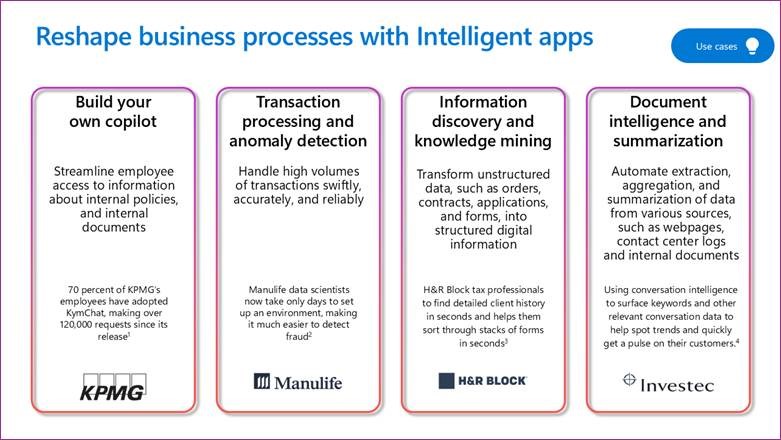 Reshape business processes with Intelligent apps
Use cases
Build your
own copilot
Streamline employee
access to information
about internal policies,
and internal
documents
70 percent of KPMG's
employees have adopted
KymChat, making over
120,000 requests since its
release¹
KPMG
Transaction
processing and
anomaly detection
Handle high volumes
of transactions swiftly,
accurately, and reliably
Manulife data scientists
now take only days to set
up an environment, making
it much easier to detect
fraud²
Manulife
Information
discovery and
knowledge mining
Transform unstructured
data, such as orders,
contracts, applications,
and forms, into
structured digital
information
H&R Block tax professionals
to find detailed client history
in seconds and helps them
sort through stacks of forms
in seconds³
H&R BLOCK
Document
intelligence and
summarization
Automate extraction,
aggregation, and
summarization of data
from various sources,
such as webpages,
contact center logs
and internal documents
Using conversation intelligence
to surface keywords and other
relevant conversation data to
help spot trends and quickly
get a pulse on their customers.⁴
Investec